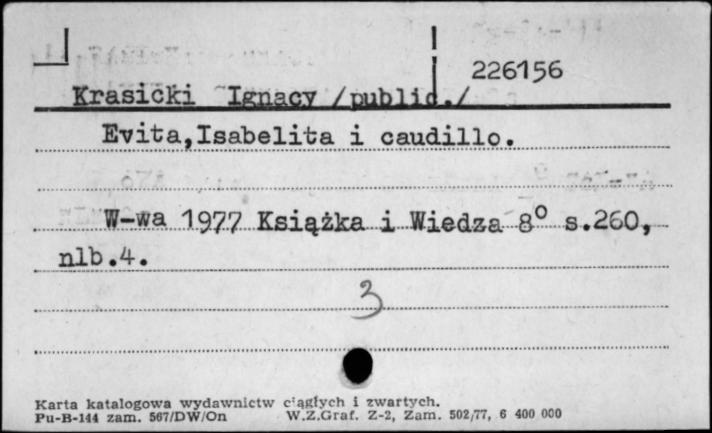 226156
Krasicki Ignacy /public./
Evita,Isabelita i caudillo.
W-wa 1977 Książka i Wiedza 8° s.260,
nlb.4.
3
Karta katalogowa wydawnictw ciągłych i zwartych.
Pu-B-144 zam. 567/DW/On W.Z.Graf. Z-2, Zam. 502/77, 6 400 000